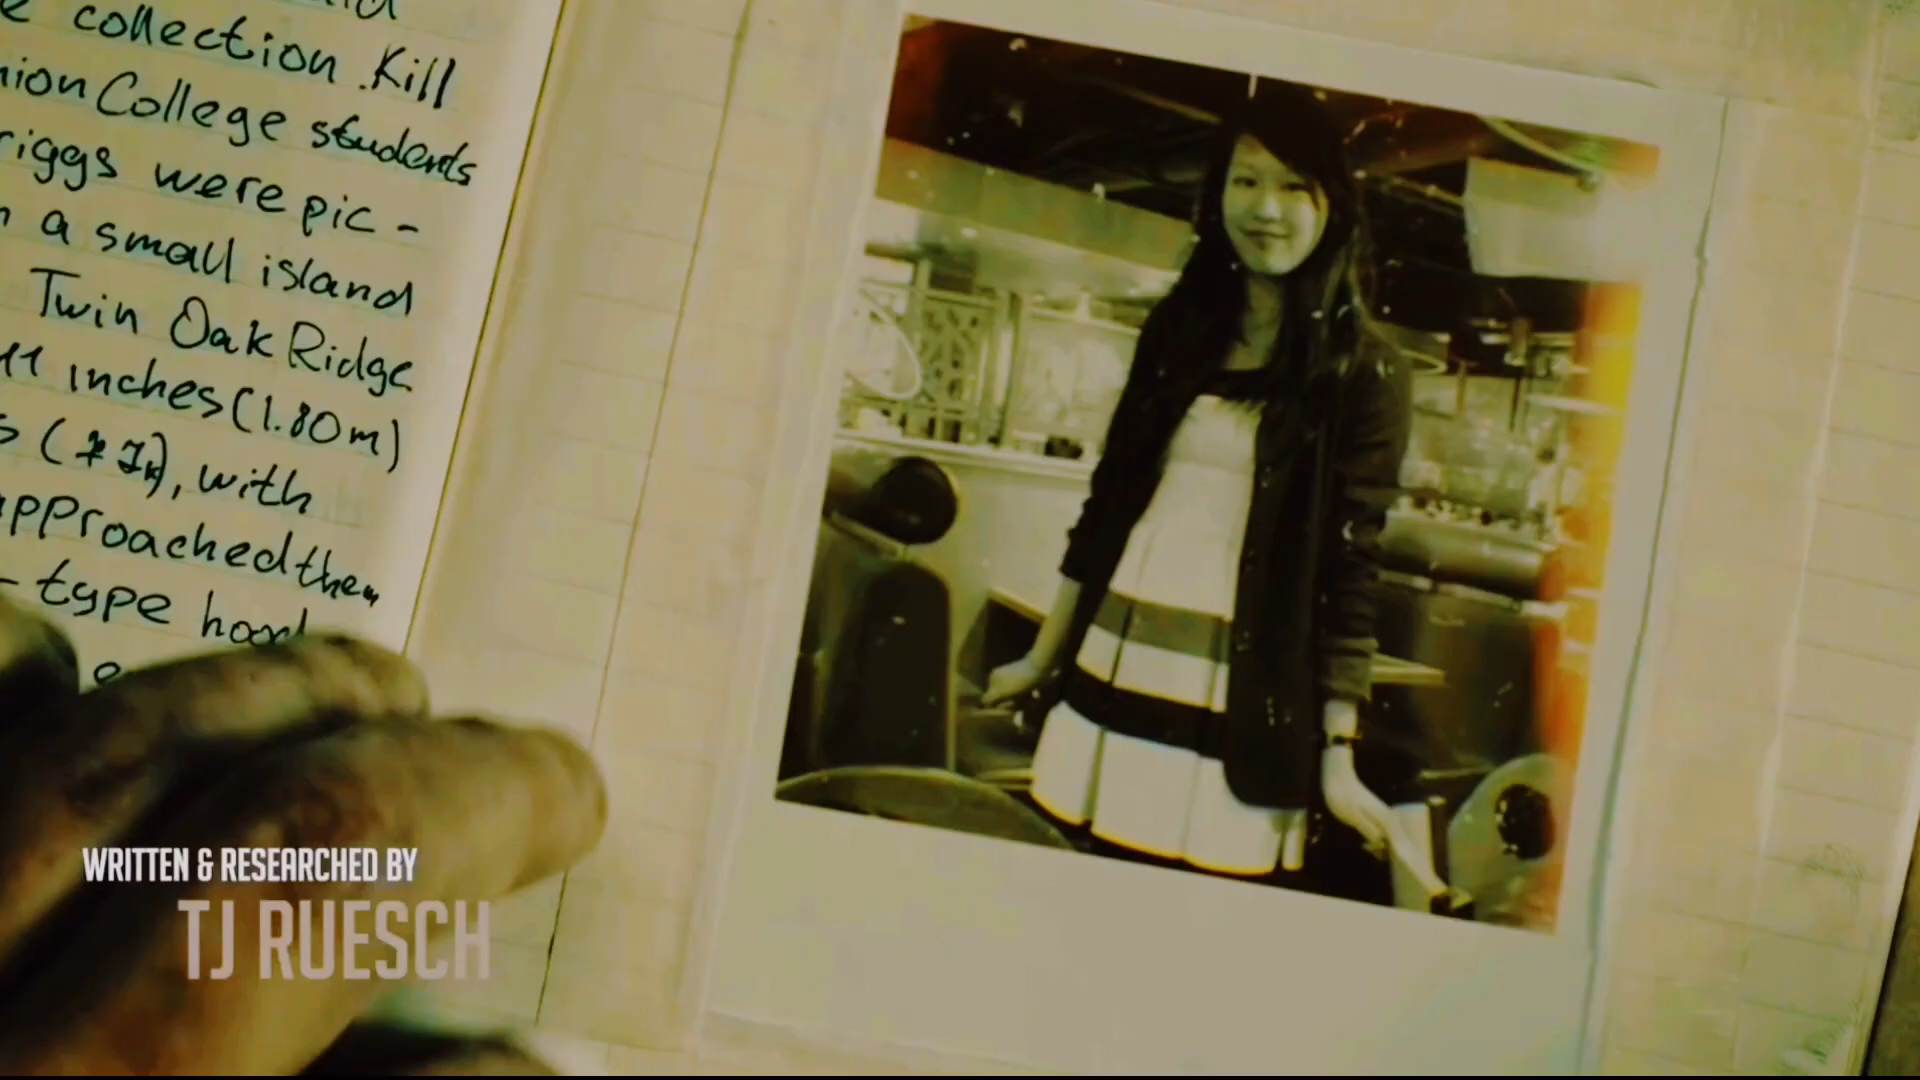 e collection. Kill
nion College students
riggs were pic -
n a small island
Twin Oak Ridge
11 inches (1.80m)
with
approached them
- type hood
WRITTEN & RESEARCHED BY
TJ RUESCH